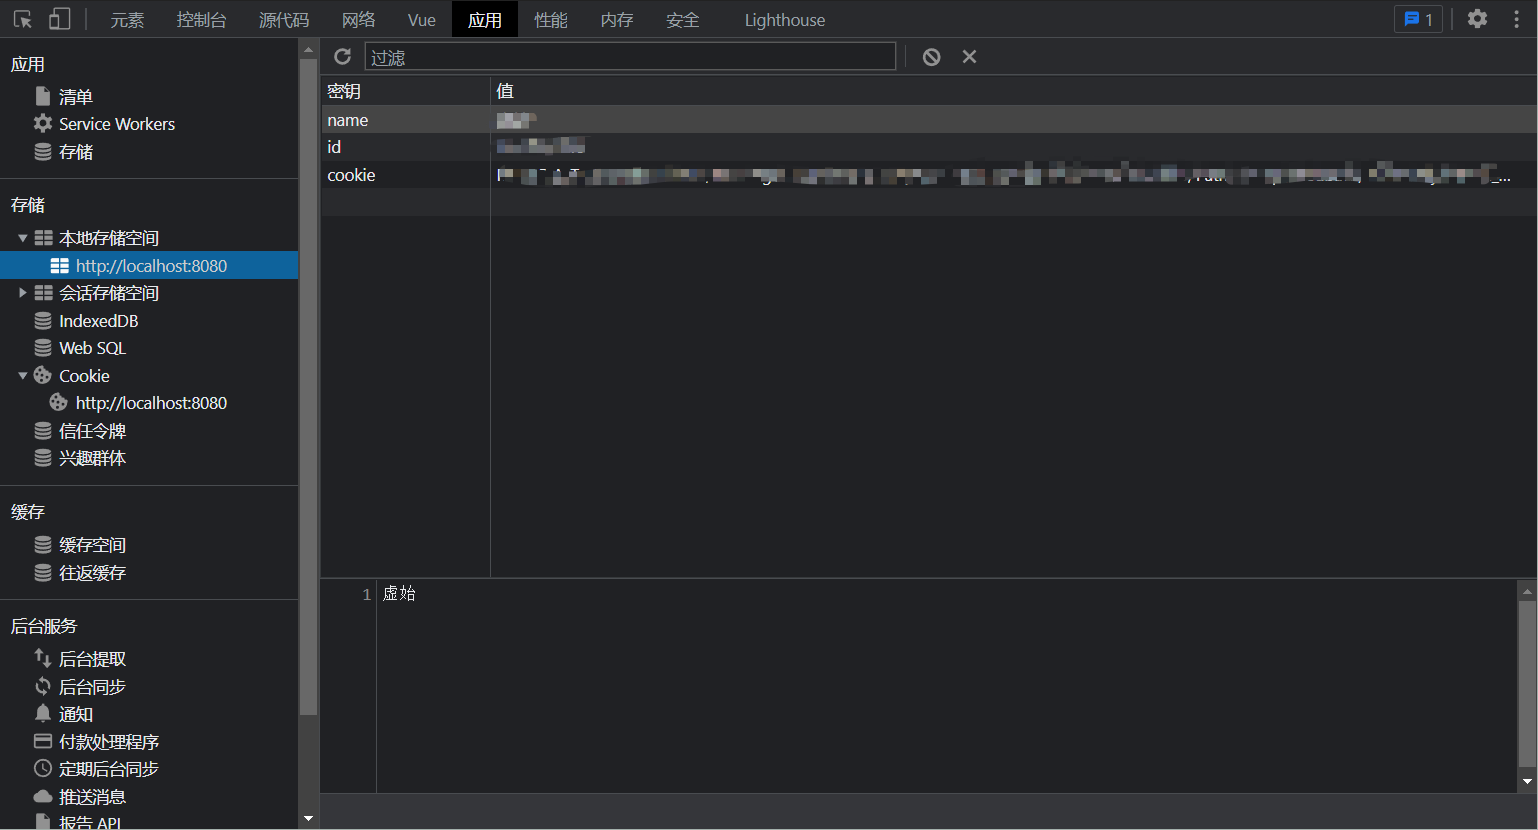 元素 控制台 源代码 网络 Vue 应用 性能 内存 安全 Lighthouse 1
应用
清单
Service Workers
存储
存储
本地存储空间
http://localhost:8080
会话存储空间
IndexedDB
Web SQL
Cookie
http://localhost:8080
信任令牌
兴趣群体
缓存
缓存空间
往返缓存
后台服务
后台提取
后台同步
通知
付款处理程序
定期后台同步
推送消息
报告 API
过滤
密钥 值
name
id
cookie
1 虚始